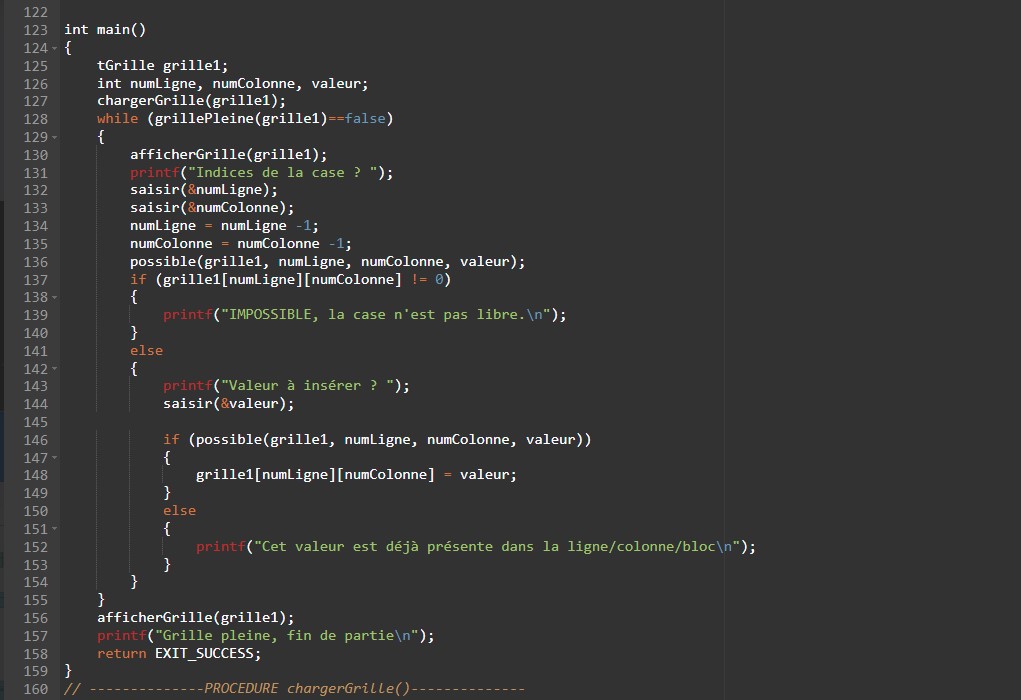 122
123 int main()
124 {
125     tGrille grille1;
126     int numLigne, numColonne, valeur;
127     chargerGrille(grille1);
128     while (grillePleine(grille1)==false)
129     {
130         afficherGrille(grille1);
131         printf("Indices de la case ? ");
132         saisir(&numLigne);
133         saisir(&numColonne);
134         numLigne = numLigne -1;
135         numColonne = numColonne -1;
136         possible(grille1, numLigne, numColonne, valeur);
137         if (grille1[numLigne][numColonne] != 0)
138         {
139             printf("IMPOSSIBLE, la case n'est pas libre.\n");
140         }
141         else
142         {
143             printf("Valeur à insérer ? ");
144             saisir(&valeur);
145
146             if (possible(grille1, numLigne, numColonne, valeur))
147             {
148                 grille1[numLigne][numColonne] = valeur;
149             }
150             else
151             {
152                 printf("Cet valeur est déjà présente dans la ligne/colonne/bloc\n");
153             }
154         }
155     }
156     afficherGrille(grille1);
157     printf("Grille pleine, fin de partie\n");
158     return EXIT_SUCCESS;
159 }
160 // --------------PROCEDURE chargerGrille()--------------